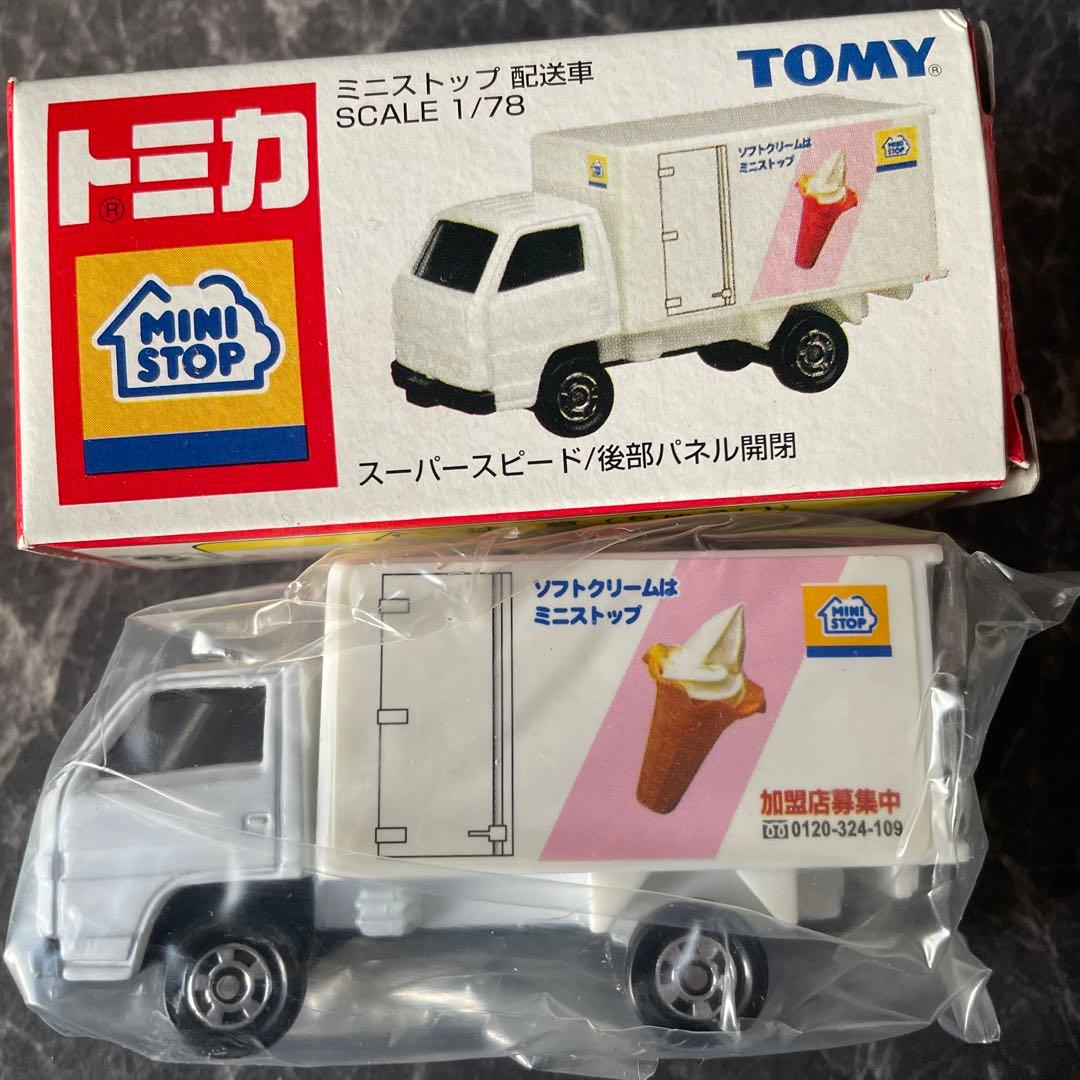 ミニストップ 配送車
SCALE 1/78
TOMY®
トミカ®
MINI
STOP
MINI
STOP
ソフトクリームは
ミニストップ
MINI
STOP
スーパースピード/後部パネル開閉
ソフトクリームは
ミニストップ
MINI
STOP
加盟店募集中
0120-324-109